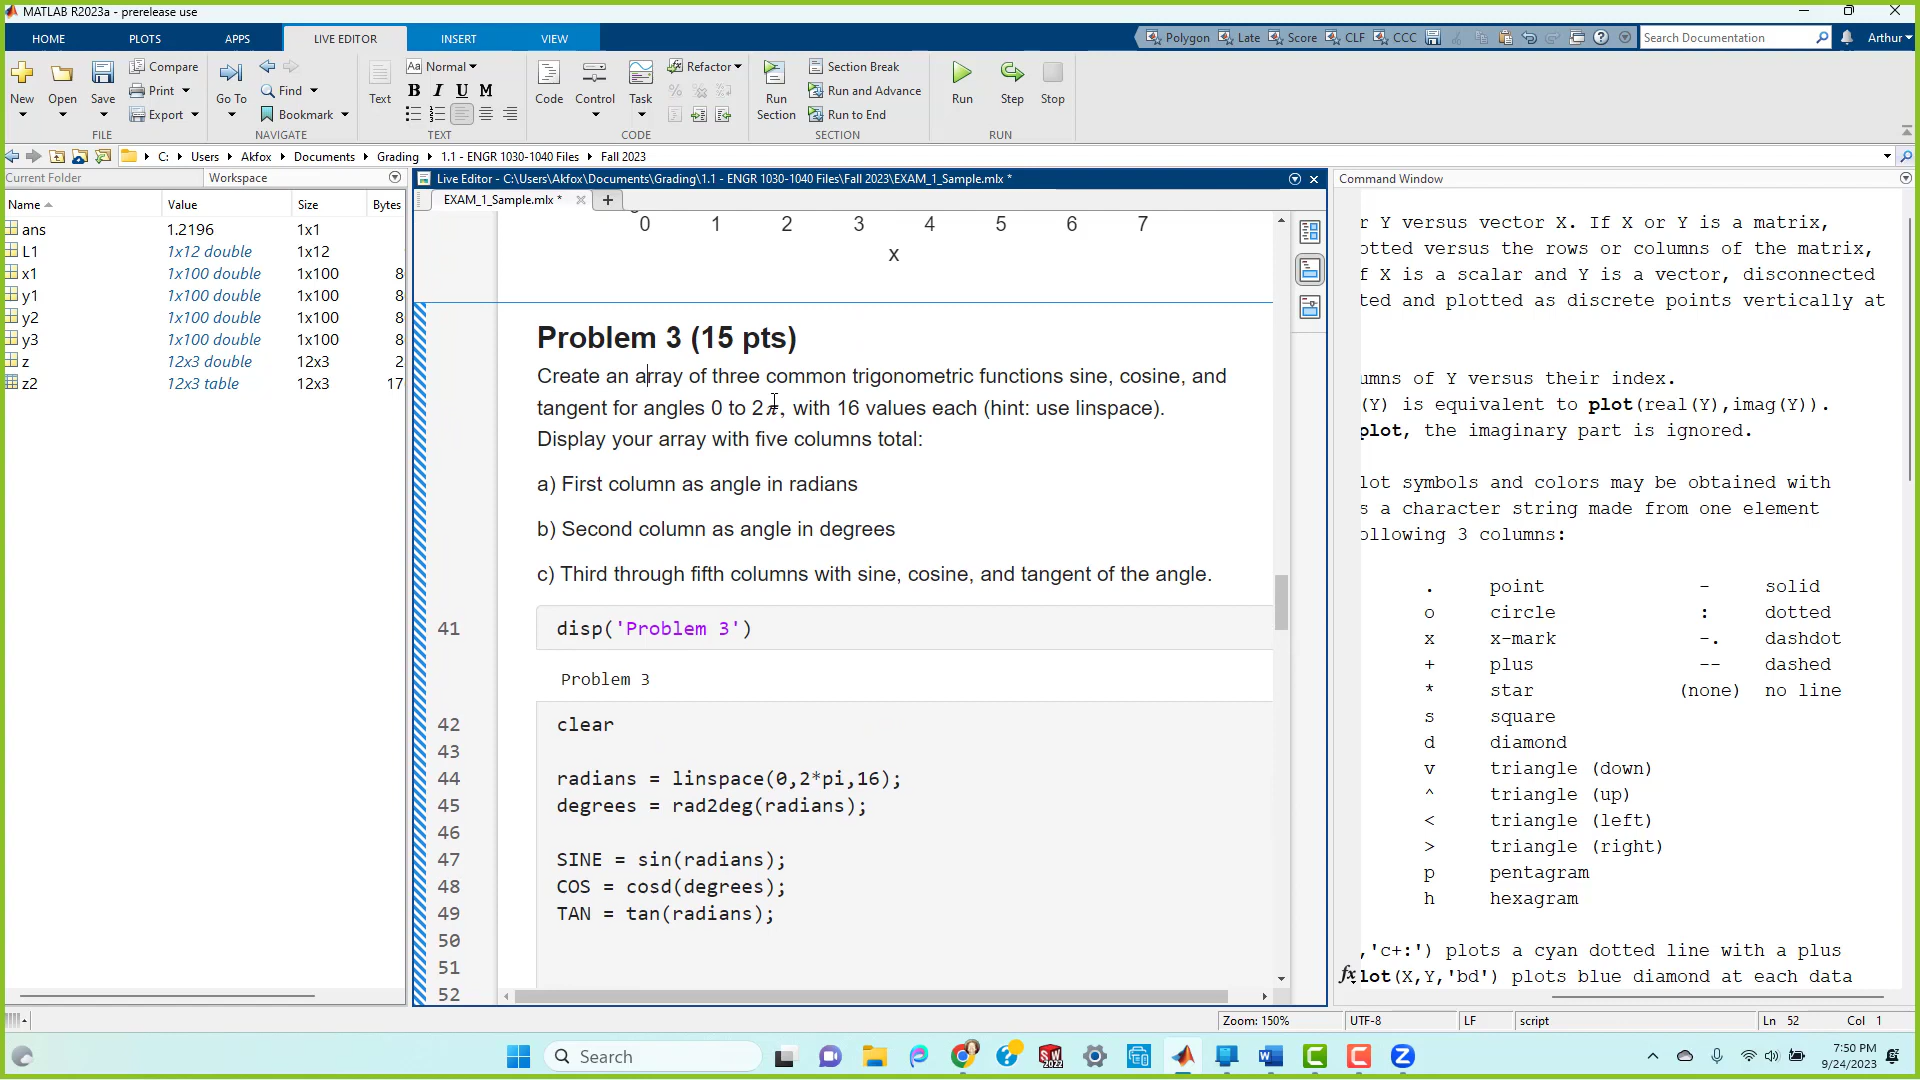 MATLAB R2023a - prerelease use
HOME PLOTS APPS LIVE EDITOR INSERT VIEW
Polygon Late Score CLF CCC Search Documentation Arthur
New Open Save Compare Print Export
Go To Find Bookmark
Text Normal B I U M
Code Control Task Refactor
Run Section Section Break Run and Advance Run to End
Run Step Stop
FILE NAVIGATE TEXT CODE SECTION RUN
C: Users Akfox Documents Grading 1.1 - ENGR 1030-1040 Files Fall 2023
Current Folder Workspace
Name Value Size Bytes
ans 1.2196 1x1
L1 1x12 double 1x12
x1 1x100 double 1x100 8
y1 1x100 double 1x100 8
y2 1x100 double 1x100 8
y3 1x100 double 1x100 8
z 12x3 double 12x3 2
z2 12x3 table 12x3 17
Live Editor - C:\Users\Akfox\Documents\Grading\1.1 - ENGR 1030-1040 Files\Fall 2023\EXAM_1_Sample.mlx *
EXAM_1_Sample.mlx *
0 1 2 3 4 5 6 7
x
Problem 3 (15 pts)
Create an array of three common trigonometric functions sine, cosine, and
tangent for angles 0 to 2π, with 16 values each (hint: use linspace).
Display your array with five columns total:
a) First column as angle in radians
b) Second column as angle in degrees
c) Third through fifth columns with sine, cosine, and tangent of the angle.
41 disp('Problem 3')
Problem 3
42 clear
43
44 radians = linspace(0,2*pi,16);
45 degrees = rad2deg(radians);
46
47 SINE = sin(radians);
48 COS = cosd(degrees);
49 TAN = tan(radians);
50
51
52
Command Window
r Y versus vector X. If X or Y is a matrix,
otted versus the rows or columns of the matrix,
f X is a scalar and Y is a vector, disconnected
ted and plotted as discrete points vertically at
umns of Y versus their index.
(Y) is equivalent to plot(real(Y),imag(Y)).
plot, the imaginary part is ignored.
lot symbols and colors may be obtained with
s a character string made from one element
ollowing 3 columns:
. point - solid
o circle : dotted
x x-mark -. dashdot
+ plus -- dashed
* star (none) no line
s square
d diamond
v triangle (down)
^ triangle (up)
< triangle (left)
> triangle (right)
p pentagram
h hexagram
,'c+:') plots a cyan dotted line with a plus
fx lot(X,Y,'bd') plots blue diamond at each data
Zoom: 150% UTF-8 LF script Ln 52 Col 1
Search
7:50 PM
9/24/2023